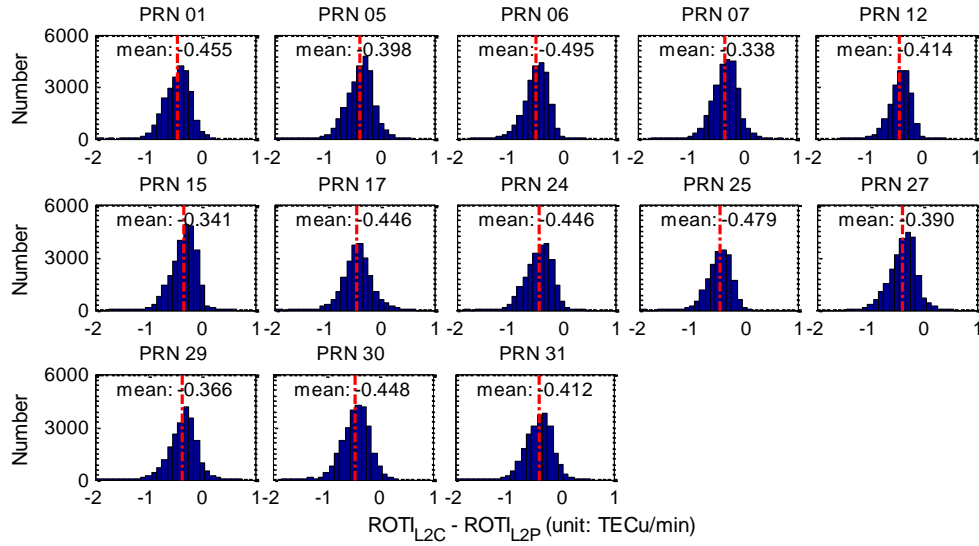 PRN 01 PRN 05 PRN 06 PRN 07 PRN 12
6000 mean: -0.455 mean: -0.398 mean: -0.495 mean: -0.338 mean: -0.414
Number
3000
0
-2 -1 0 1 -2 -1 0 1 -2 -1 0 1 -2 -1 0 1 -2 -1 0 1
PRN 15 PRN 17 PRN 24 PRN 25 PRN 27
6000 mean: -0.341 mean: -0.446 mean: -0.446 mean: -0.479 mean: -0.390
Number
3000
0
-2 -1 0 1 -2 -1 0 1 -2 -1 0 1 -2 -1 0 1 -2 -1 0 1
PRN 29 PRN 30 PRN 31
6000 mean: -0.366 mean: -0.448 mean: -0.412
Number
3000
0
-2 -1 0 1 -2 -1 0 1 -2 -1 0 1
ROTI_L2C - ROTI_L2P (unit: TECu/min)